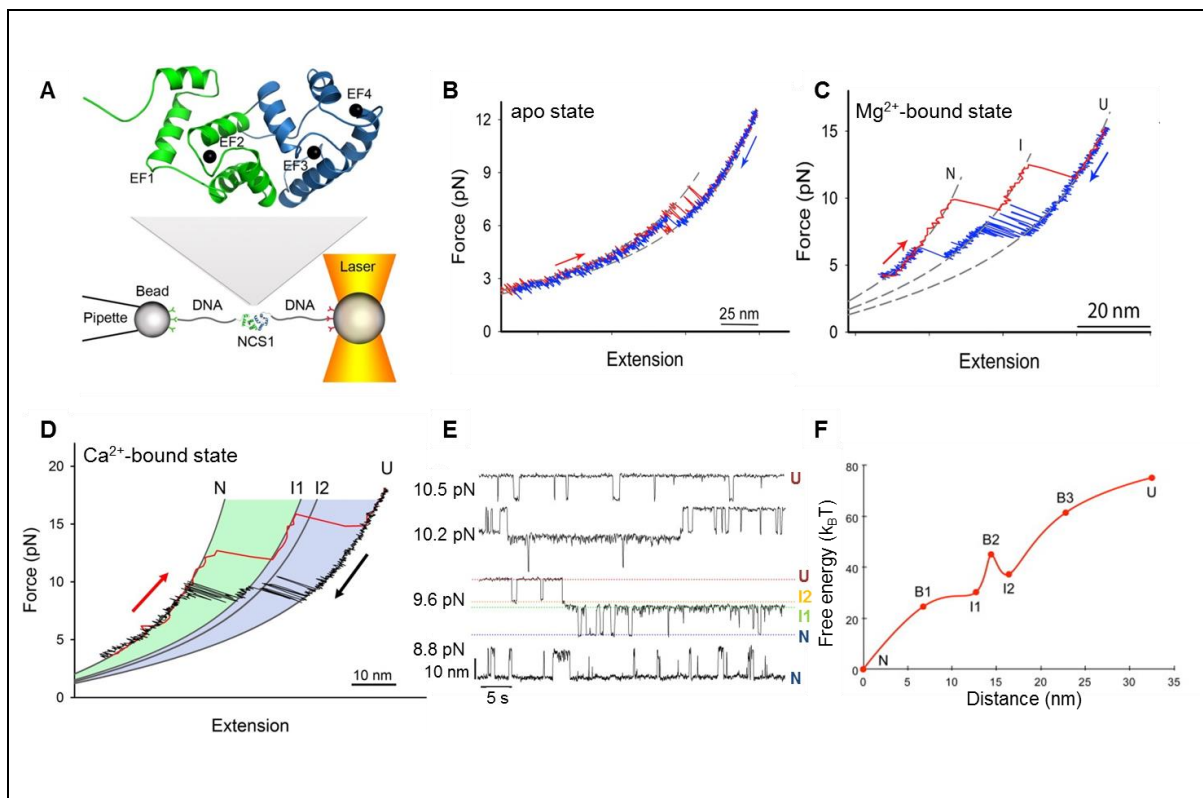 A
EF4
EF2
EF3
EF1
Laser
Bead
DNA
DNA
Pipette
NCS1
B
apo state
Force (pN)
12
9
6
3
0
25 nm
Extension
C
Mg²⁺-bound state
U
I
N
Force (pN)
15
10
5
0
20 nm
Extension
D
Ca²⁺-bound state
U
N
I1
I2
Force (pN)
20
15
10
5
0
10 nm
Extension
E
10.5 pN
U
10.2 pN
U
9.6 pN
I2
I1
N
8.8 pN
10 nm
N
5 s
F
Free energy (k_BT)
80
60
40
20
0
N
B1
I1
B2
I2
B3
U
0 5 10 15 20 25 30 35
Distance (nm)